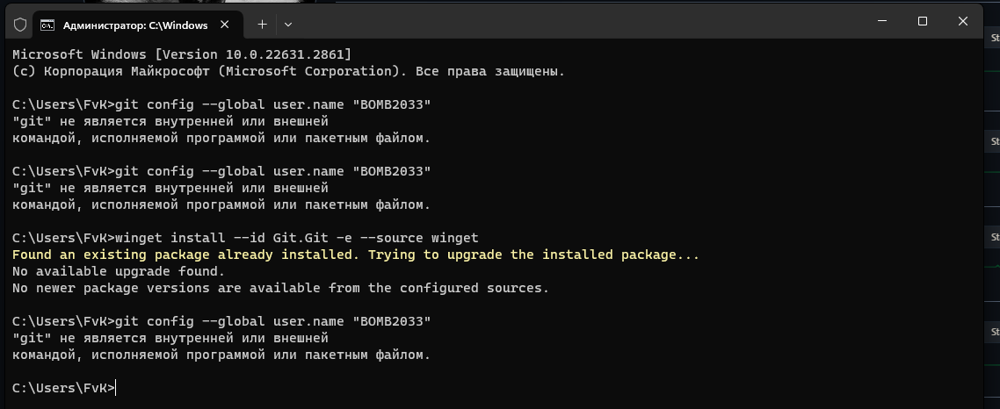 Администратор: C:\Windows
St
Microsoft Windows [Version 10.0.22631.2861]
(c) Корпорация Майкрософт (Microsoft Corporation). Все права защищены.
C:\Users\FvK>git config --global user.name "BOMB2033"
"git" не является внутренней или внешней
командой, исполняемой программой или пакетным файлом.
St
C:\Users\FvK>git config --global user.name "BOMB2033"
"git" не является внутренней или внешней
командой, исполняемой программой или пакетным файлом.
C:\Users\FvK>winget install --id Git.Git -e --source winget
St
Found an existing package already installed. Trying to upgrade the installed package...
No available upgrade found.
No newer package versions are available from the configured sources.
C:\Users\FvK>git config --global user.name "BOMB2033"
St
"git" не является внутренней или внешней
командой, исполняемой программой или пакетным файлом.
C:\Users\FvK>